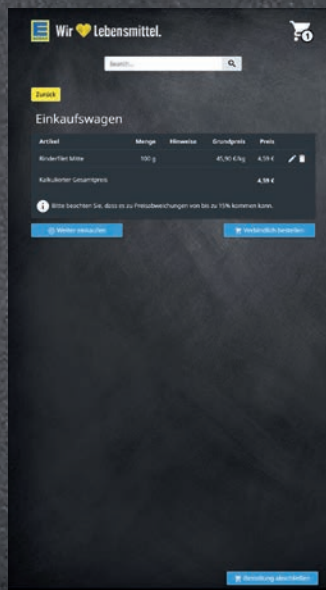 E
Wir Lebensmittel.
1
Search...
Zurück
Einkaufswagen
Artikel Menge Hinweise Grundpreis Preis
Rinderfilet Mitte 100 g 45,90 €/kg 4,59 €
Kalkulierter Gesamtpreis 4,59 €
Bitte beachten Sie, dass es zu Preisabweichungen von bis zu 15% kommen kann.
Weiter einkaufen Verbindlich bestellen
Bestellung abschließen